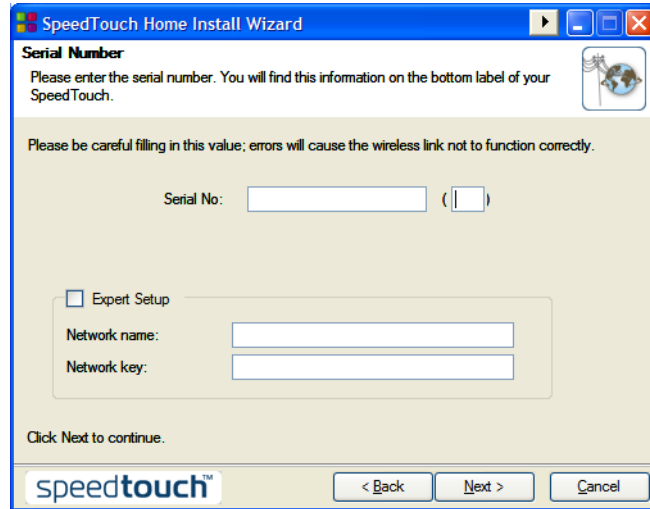 SpeedTouch Home Install Wizard
Serial Number
Please enter the serial number. You will find this information on the bottom label of your
SpeedTouch.
Please be careful filling in this value; errors will cause the wireless link not to function correctly.
Serial No: ( )
Expert Setup
Network name:
Network key:
Click Next to continue.
speedtouch™ < Back Next > Cancel